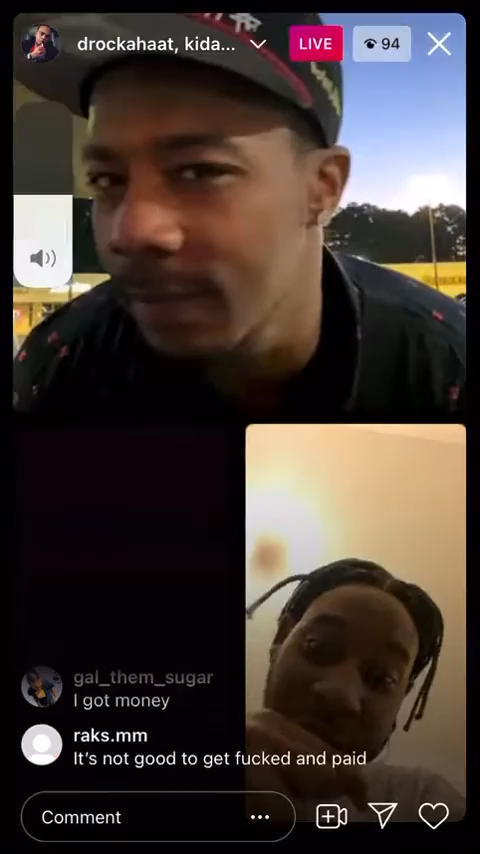 drockahaat, kida...
LIVE
94
gal_them_sugar
I got money
raks.mm
It's not good to get fucked and paid
Comment